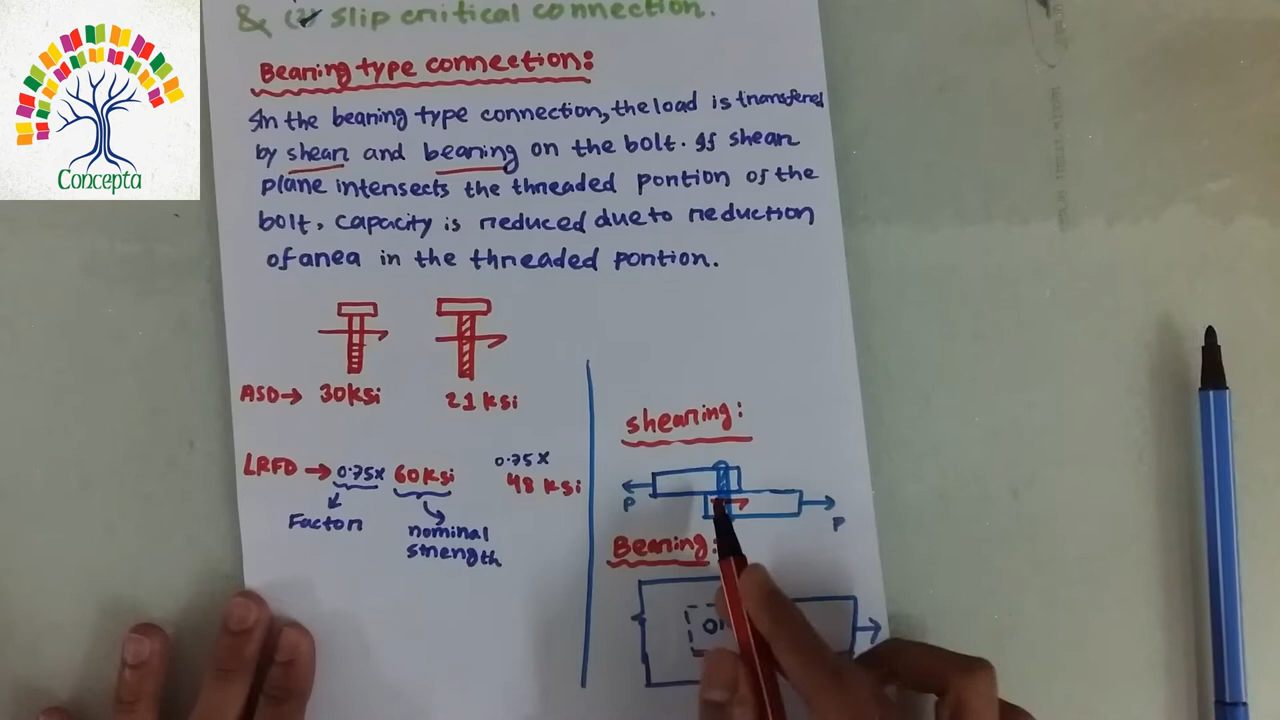 & (2) slip critical connection.
Concepta
Bearing type connection:
In the bearing type connection, the load is transfered
by shear and bearing on the bolt. If shear
plane intersects the threaded portion of the
bolt, capacity is reduced due to reduction
of area in the threaded portion.
ASD→ 30ksi 21 ksi
LRFD → 0.75x 60ksi 0.75x 48 ksi
Factor
nominal
strength
shearing:
P P
Bearing: